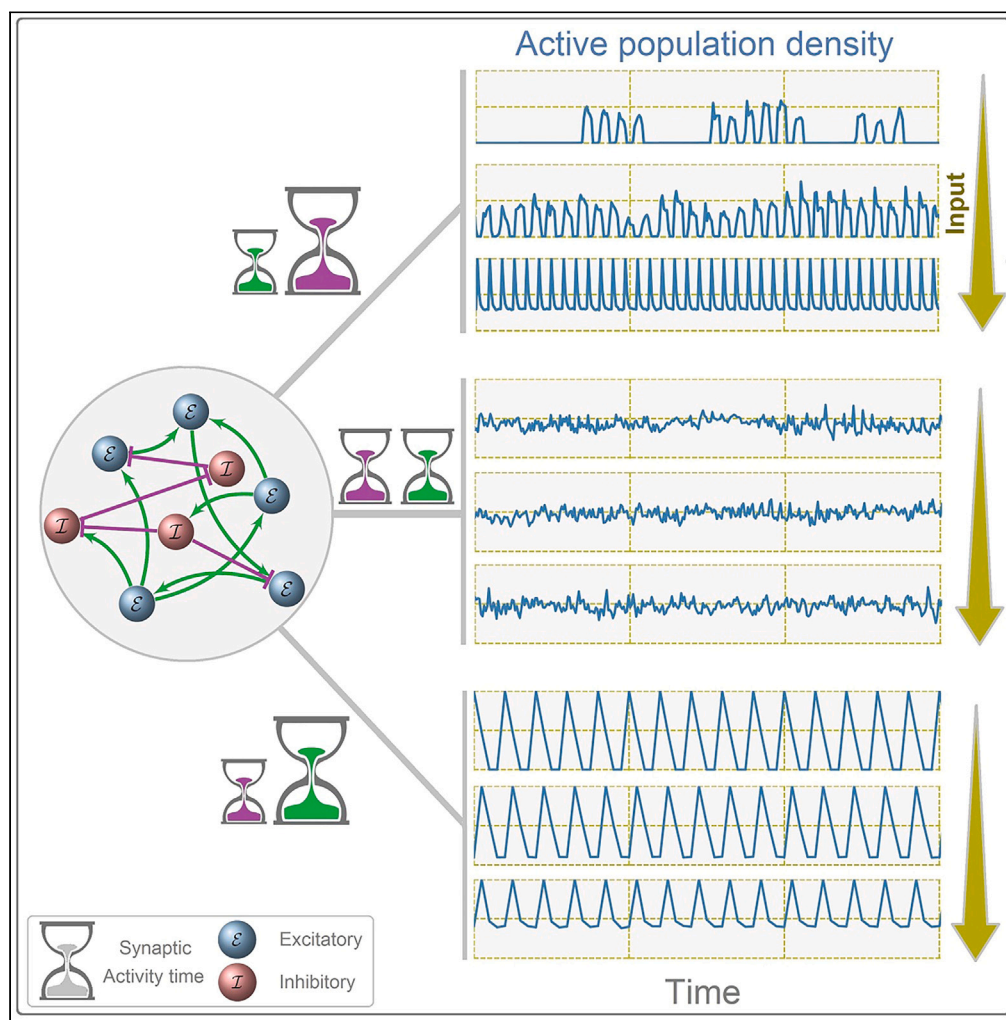 Active population density
Input
ℰ
ℰ
ℐ
ℰ
ℐ
ℐ
ℰ
ℰ
Synaptic
Activity time
ℰ Excitatory
ℐ Inhibitory
Time